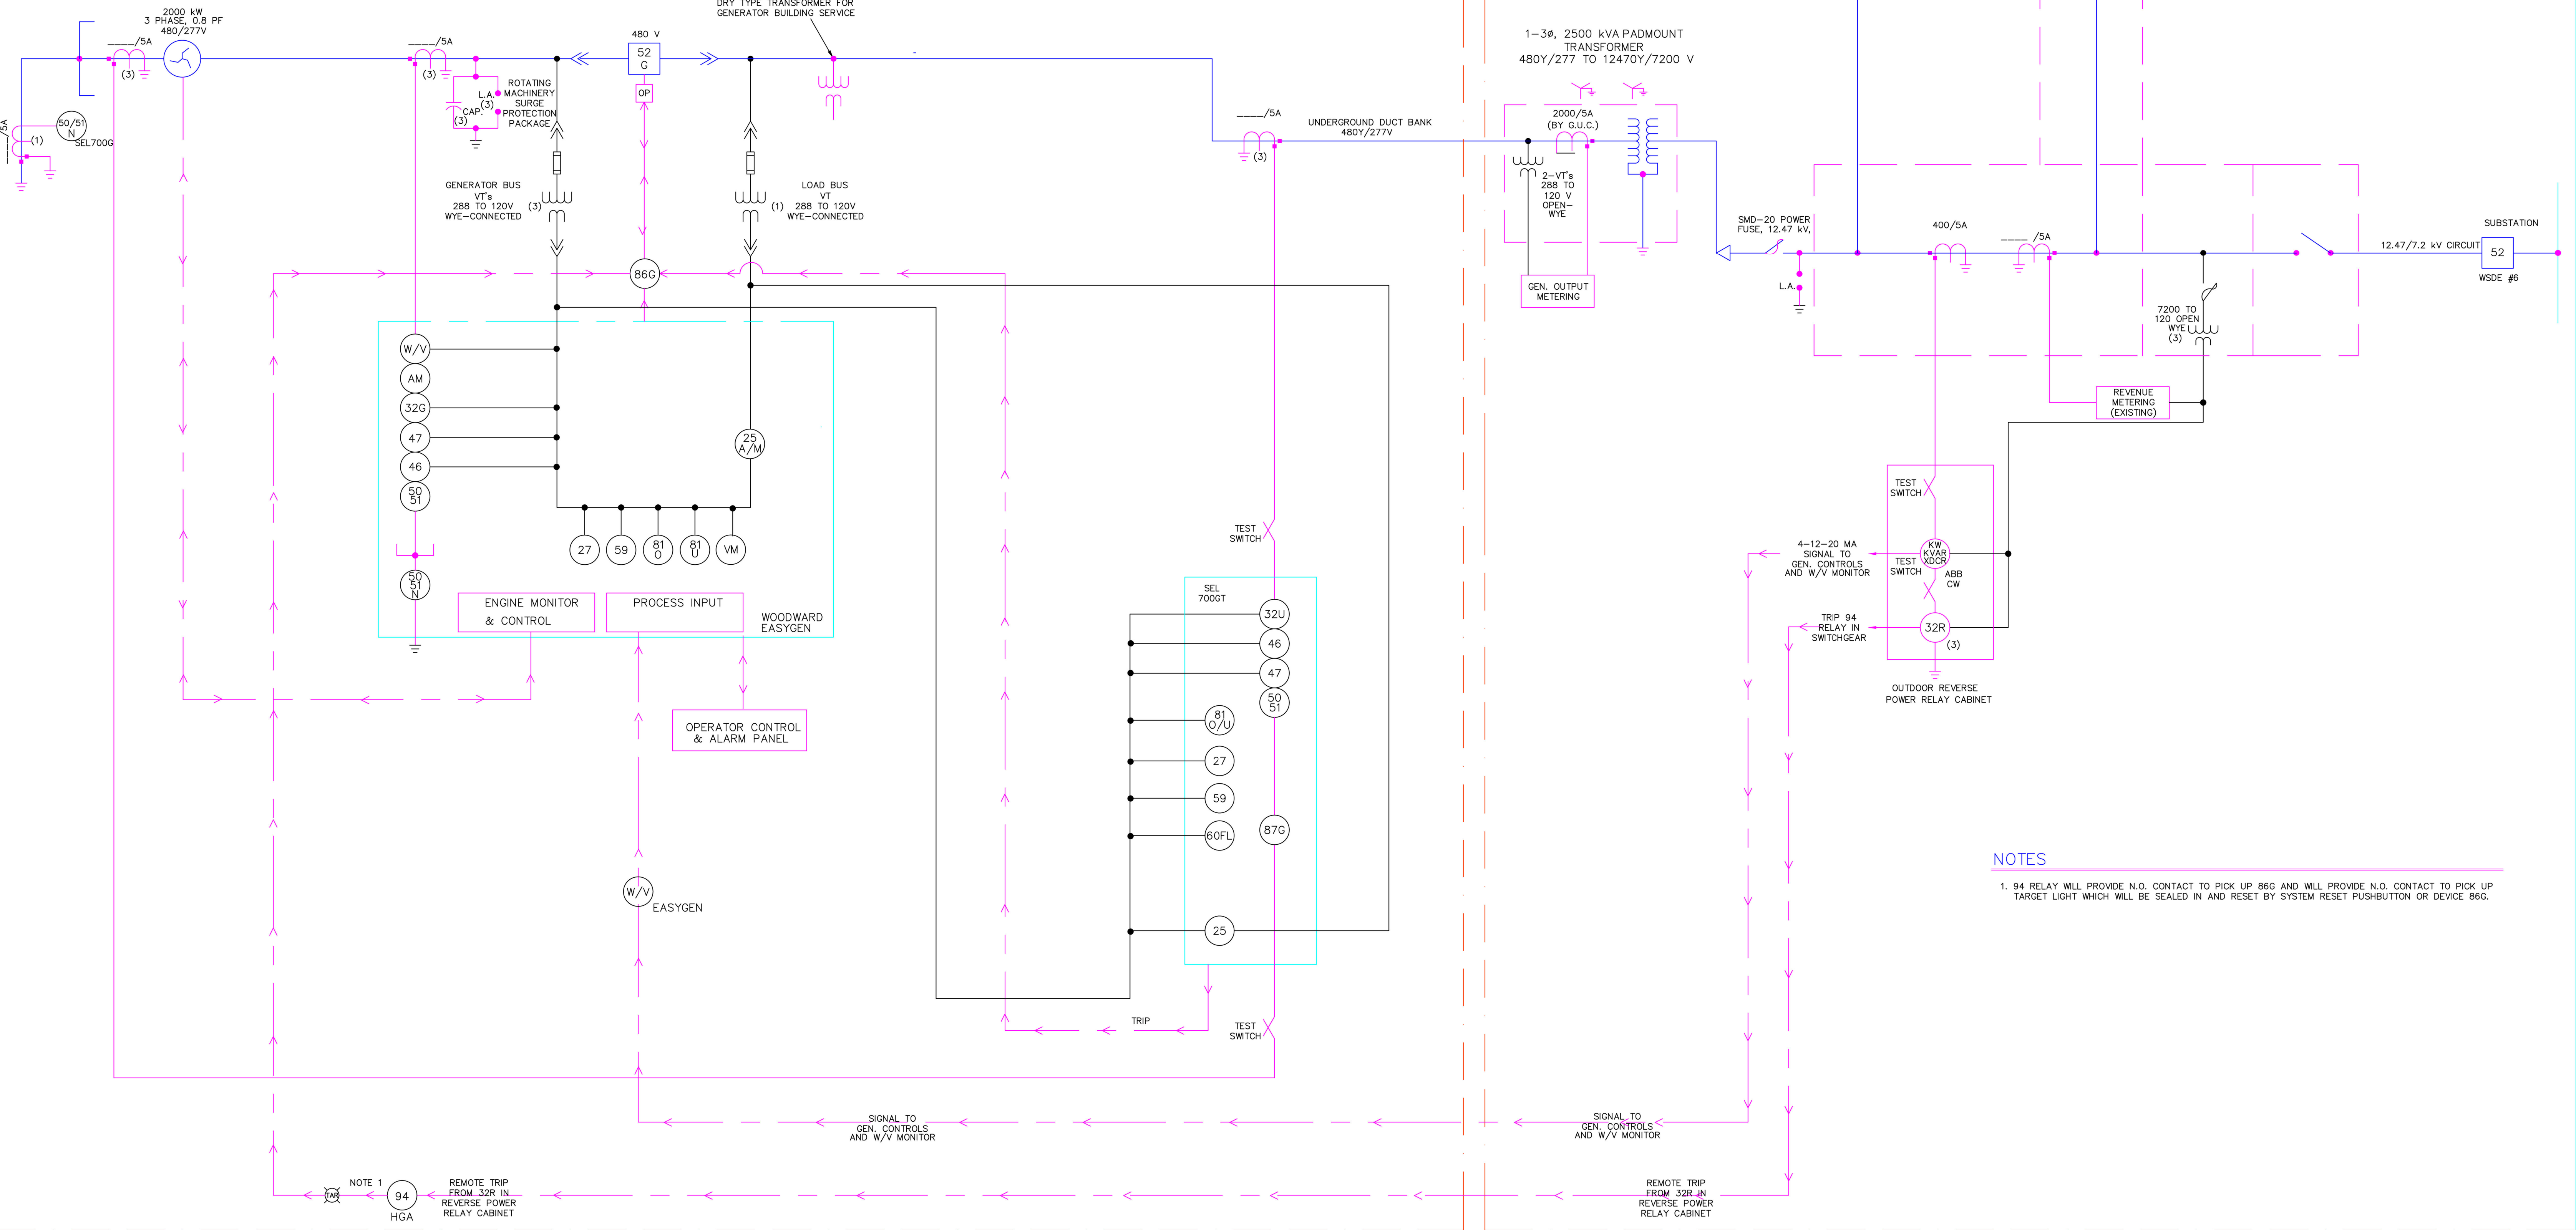 2000 kW
3 PHASE, 0.8 PF
480/277V
____/5A
(3)
____/5A
(3)
____/5A
(1)
50/51
N
SEL700G
L.A.
(3)
CAP.
(3)
ROTATING
MACHINERY
SURGE
PROTECTION
PACKAGE
480 V
52
G
OP
DRY TYPE TRANSFORMER FOR
GENERATOR BUILDING SERVICE
GENERATOR BUS
VT's
288 TO 120V
WYE-CONNECTED
(3)
LOAD BUS
VT
288 TO 120V
WYE-CONNECTED
(1)
86G
W/V
AM
32G
47
46
50
51
50
51
N
25
A/M
27
59
81
O
81
U
VM
ENGINE MONITOR
& CONTROL
PROCESS INPUT
WOODWARD
EASYGEN
OPERATOR CONTROL
& ALARM PANEL
W/V
EASYGEN
____/5A
(3)
UNDERGROUND DUCT BANK
480Y/277V
TEST
SWITCH
SEL
700GT
32U
46
47
50
51
81
O/U
27
59
60FL
87G
25
TRIP
TEST
SWITCH
1-3ø, 2500 kVA PADMOUNT
TRANSFORMER
480Y/277 TO 12470Y/7200 V
2000/5A
(BY G.U.C.)
2-VT's
288 TO
120 V
OPEN-
WYE
GEN. OUTPUT
METERING
SMD-20 POWER
FUSE, 12.47 kV,
L.A.
400/5A
____ /5A
7200 TO
120 OPEN
WYE
(3)
12.47/7.2 kV CIRCUIT
SUBSTATION
52
WSDE #6
REVENUE
METERING
(EXISTING)
TEST
SWITCH
KW
KVAR
XDCR
ABB
CW
TEST
SWITCH
32R
(3)
OUTDOOR REVERSE
POWER RELAY CABINET
4-12-20 MA
SIGNAL TO
GEN. CONTROLS
AND W/V MONITOR
TRIP 94
RELAY IN
SWITCHGEAR
NOTES
1. 94 RELAY WILL PROVIDE N.O. CONTACT TO PICK UP 86G AND WILL PROVIDE N.O. CONTACT TO PICK UP
TARGET LIGHT WHICH WILL BE SEALED IN AND RESET BY SYSTEM RESET PUSHBUTTON OR DEVICE 86G.
SIGNAL TO
GEN. CONTROLS
AND W/V MONITOR
SIGNAL TO
GEN. CONTROLS
AND W/V MONITOR
TAR
NOTE 1
94
HGA
REMOTE TRIP
FROM 32R IN
REVERSE POWER
RELAY CABINET
REMOTE TRIP
FROM 32R IN
REVERSE POWER
RELAY CABINET